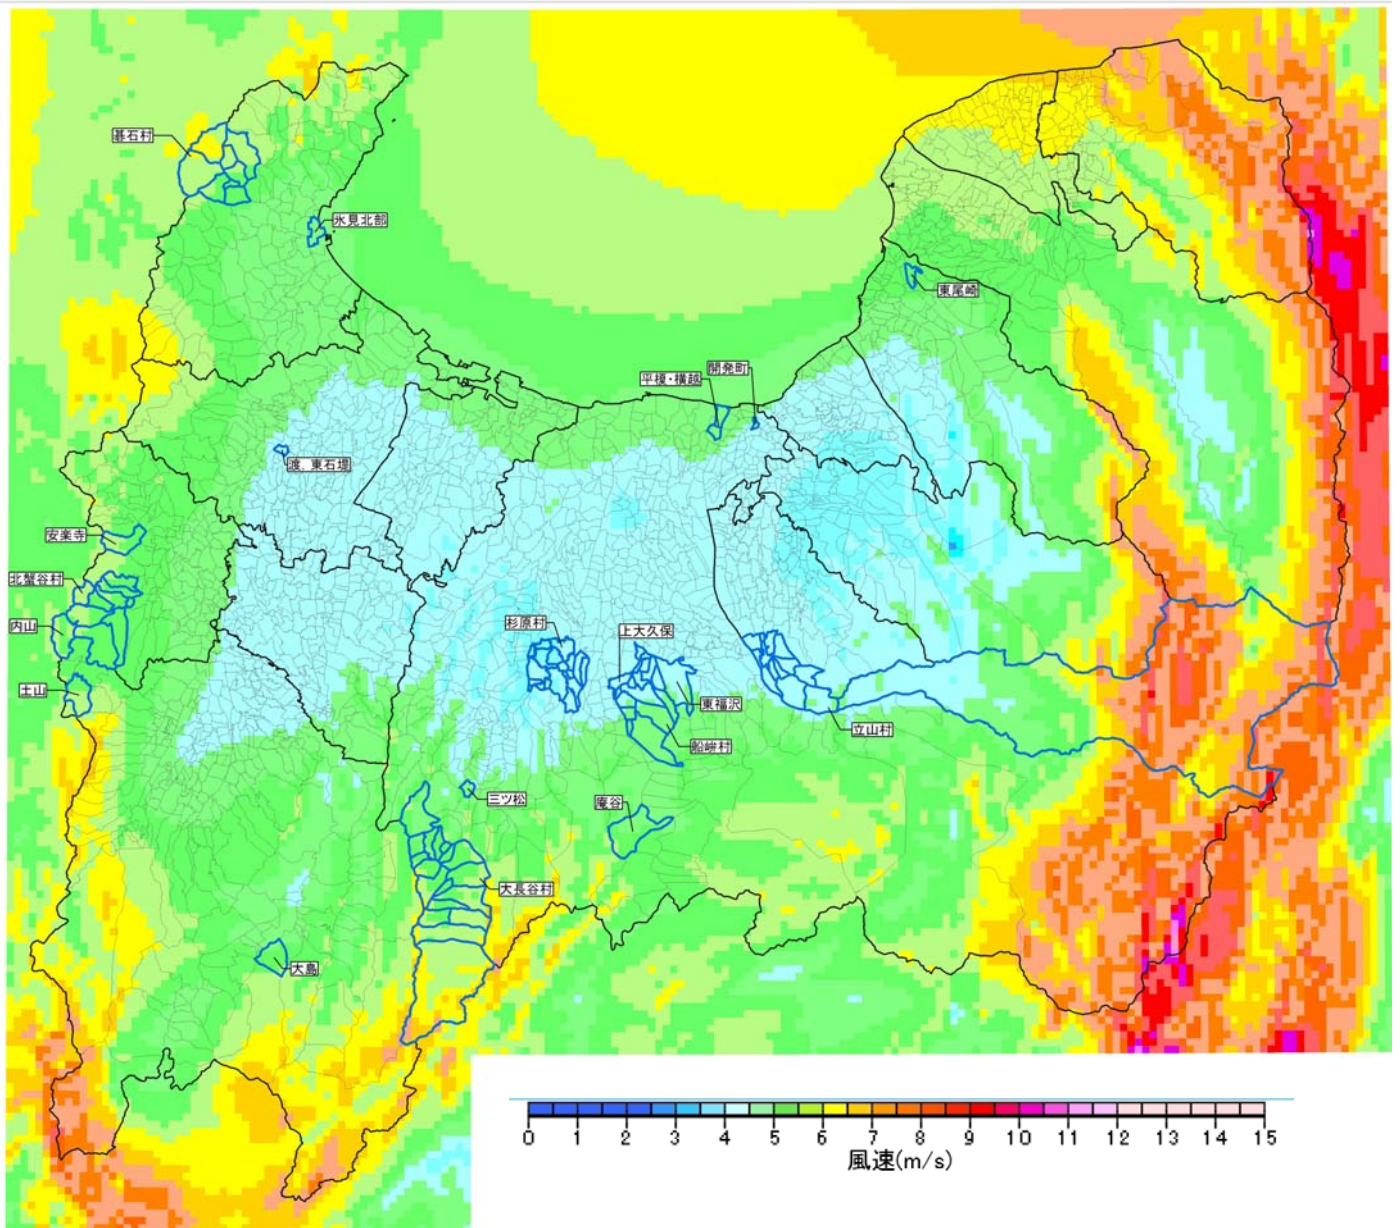 碁石村
氷見北部
東尾崎
開発町
平榎・横越
渡，東石堤
安楽寺
北蟹谷村
内山
杉原村
上大久保
土山
東福沢
立山村
船峅村
三ツ松
庵谷
大長谷村
大島
0 1 2 3 4 5 6 7 8 9 10 11 12 13 14 15
風速(m/s)